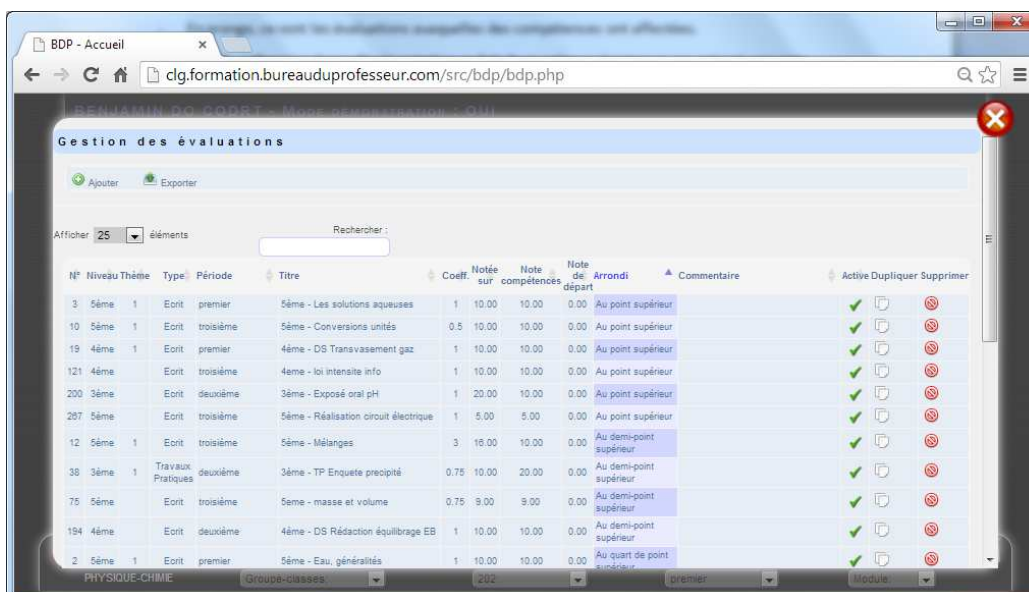 BDP - Accueil
clg.formation.bureauduprofesseur.com/src/bdp/bdp.php
BENJAMIN DO CODET - MODE DEMONSTRATION : OUI
Gestion des évaluations
Ajouter Exporter
Afficher 25 éléments Rechercher :
N° Niveau Thème Type Période Titre Coeff. Notée sur Note compétences Note de départ Arrondi Commentaire Active Dupliquer Supprimer
3 5ème 1 Ecrit premier 5ème - Les solutions aqueuses 1 10.00 10.00 0.00 Au point supérieur
10 5ème 1 Ecrit troisième 5ème - Conversions unités 0.5 10.00 10.00 0.00 Au point supérieur
19 4ème 1 Ecrit premier 4ème - DS Transvasement gaz 1 10.00 10.00 0.00 Au point supérieur
121 4ème Ecrit premier 4eme - loi intensite info 1 10.00 10.00 0.00 Au point supérieur
200 3ème Ecrit deuxième 3ème - Exposé oral pH 1 20.00 10.00 0.00 Au point supérieur
267 5ème Ecrit troisième 5ème - Réalisation circuit électrique 1 5.00 5.00 0.00 Au point supérieur
12 5ème 1 Ecrit troisième 5ème - Mélanges 3 16.00 10.00 0.00 Au demi-point supérieur
38 3ème 1 Travaux Pratiques deuxième 3ème - TP Enquete precipité 0.75 10.00 20.00 0.00 Au demi-point supérieur
75 5ème Ecrit troisième 5eme - masse et volume 0.75 9.00 9.00 0.00 Au demi-point supérieur
194 4ème Ecrit deuxième 4ème - DS Rédaction équilibrage EB 1 10.00 10.00 0.00 Au demi-point supérieur
2 5ème 1 Ecrit premier 5ème - Eau, généralités 1 10.00 10.00 0.00 Au quart de point supérieur
PHYSIQUE-CHIMIE Groupe-classes: 202 premier Module: